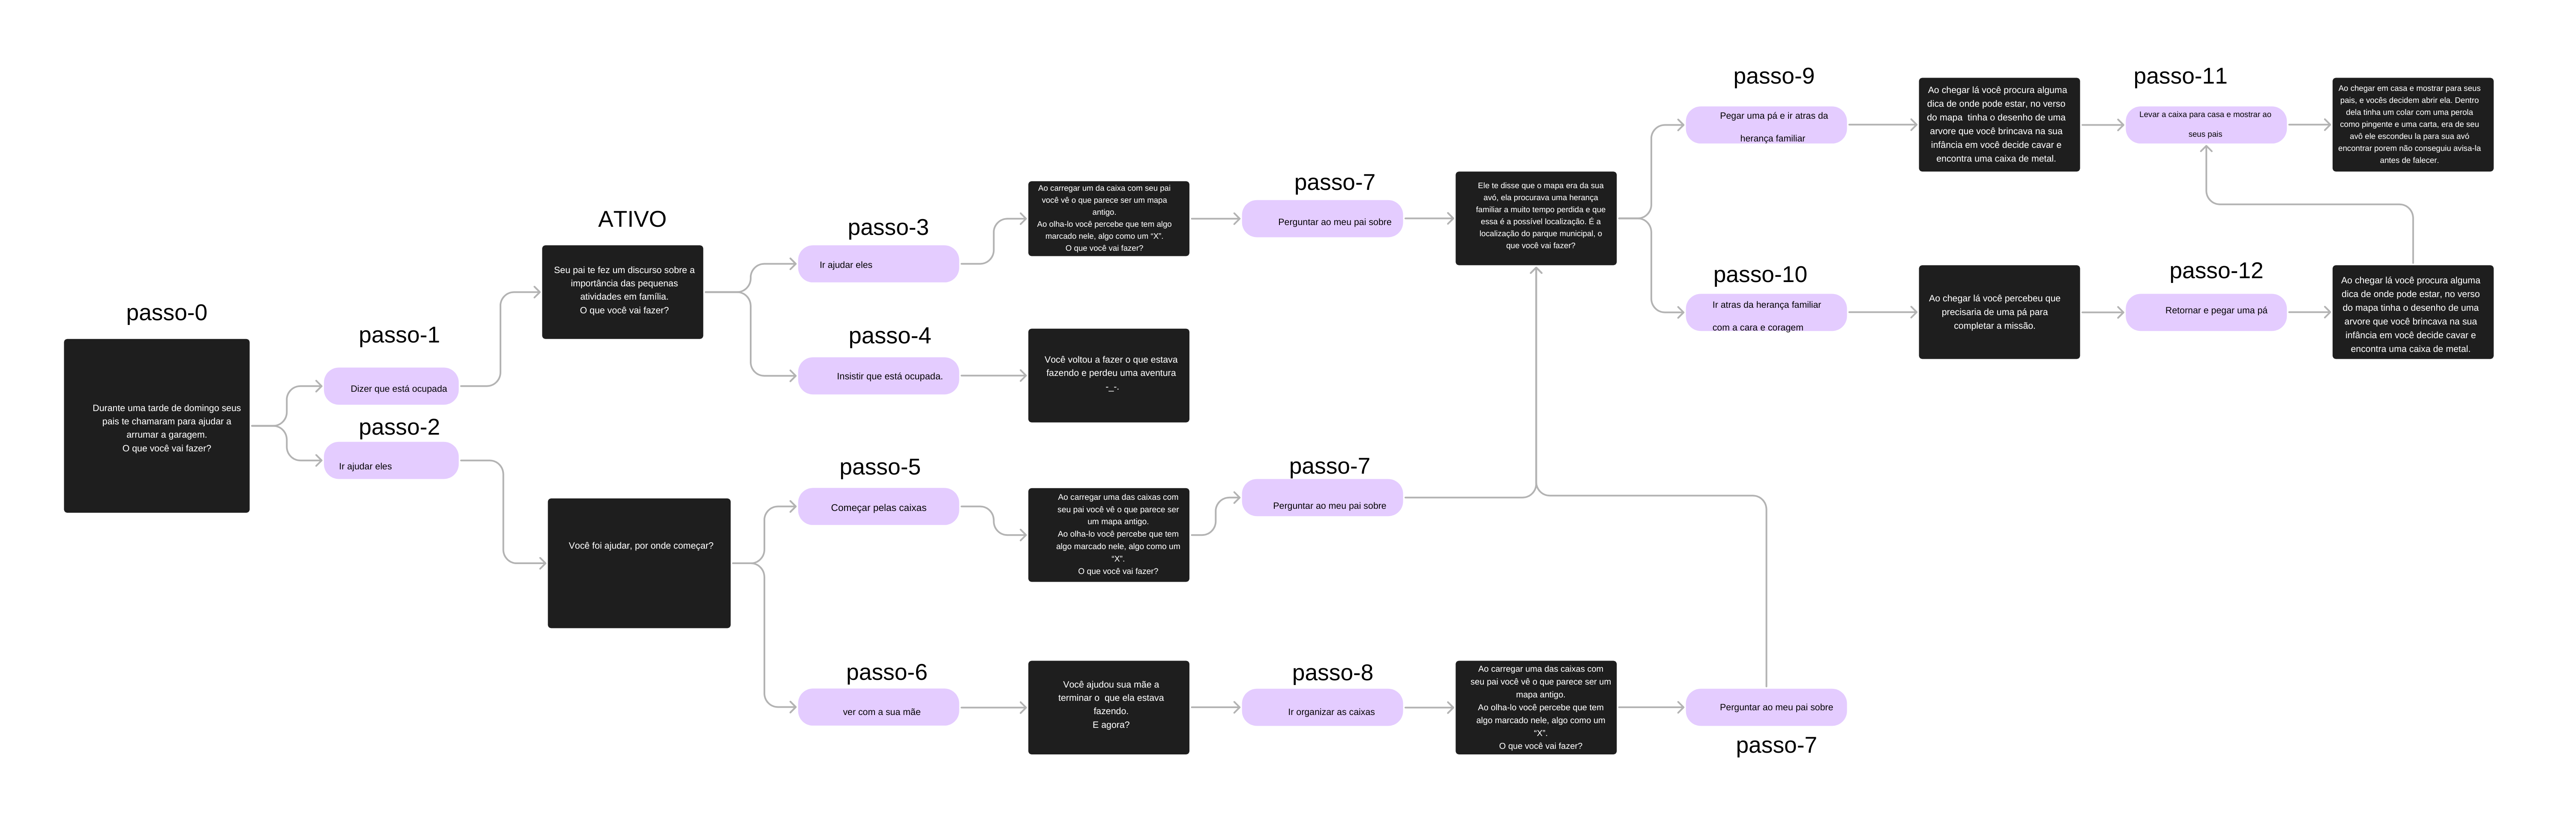 passo-0
Durante uma tarde de domingo seus
pais te chamaram para ajudar a
arrumar a garagem.
O que você vai fazer?
passo-1
Dizer que está ocupada
passo-2
Ir ajudar eles
ATIVO
Seu pai te fez um discurso sobre a
importância das pequenas
atividades em família.
O que você vai fazer?
Você foi ajudar, por onde começar?
passo-3
Ir ajudar eles
passo-4
Insistir que está ocupada.
passo-5
Começar pelas caixas
passo-6
ver com a sua mãe
Ao carregar um da caixa com seu pai
você vê o que parece ser um mapa
antigo.
Ao olha-lo você percebe que tem algo
marcado nele, algo como um “X”.
O que você vai fazer?
Você voltou a fazer o que estava
fazendo e perdeu uma aventura
-_-.
Ao carregar uma das caixas com
seu pai você vê o que parece ser
um mapa antigo.
Ao olha-lo você percebe que tem
algo marcado nele, algo como um
“X”.
O que você vai fazer?
Você ajudou sua mãe a
terminar o  que ela estava
fazendo.
E agora?
passo-7
Perguntar ao meu pai sobre
passo-7
Perguntar ao meu pai sobre
passo-8
Ir organizar as caixas
Ele te disse que o mapa era da sua
avó, ela procurava uma herança
familiar a muito tempo perdida e que
essa é a possível localização. É a
localização do parque municipal, o
que você vai fazer?
Ao carregar uma das caixas com
seu pai você vê o que parece ser um
mapa antigo.
Ao olha-lo você percebe que tem
algo marcado nele, algo como um
“X”.
O que você vai fazer?
passo-9
Pegar uma pá e ir atras da
herança familiar
passo-10
Ir atras da herança familiar
com a cara e coragem
Perguntar ao meu pai sobre
passo-7
Ao chegar lá você procura alguma
dica de onde pode estar, no verso
do mapa  tinha o desenho de uma
arvore que você brincava na sua
infância em você decide cavar e
encontra uma caixa de metal.
Ao chegar lá você percebeu que
precisaria de uma pá para
completar a missão.
passo-11
Levar a caixa para casa e mostrar ao
seus pais
passo-12
Retornar e pegar uma pá
Ao chegar em casa e mostrar para seus
pais, e vocês decidem abrir ela. Dentro
dela tinha um colar com uma perola
como pingente e uma carta, era de seu
avô ele escondeu la para sua avó
encontrar porem não conseguiu avisa-la
antes de falecer.
Ao chegar lá você procura alguma
dica de onde pode estar, no verso
do mapa tinha o desenho de uma
arvore que você brincava na sua
infância em você decide cavar e
encontra uma caixa de metal.